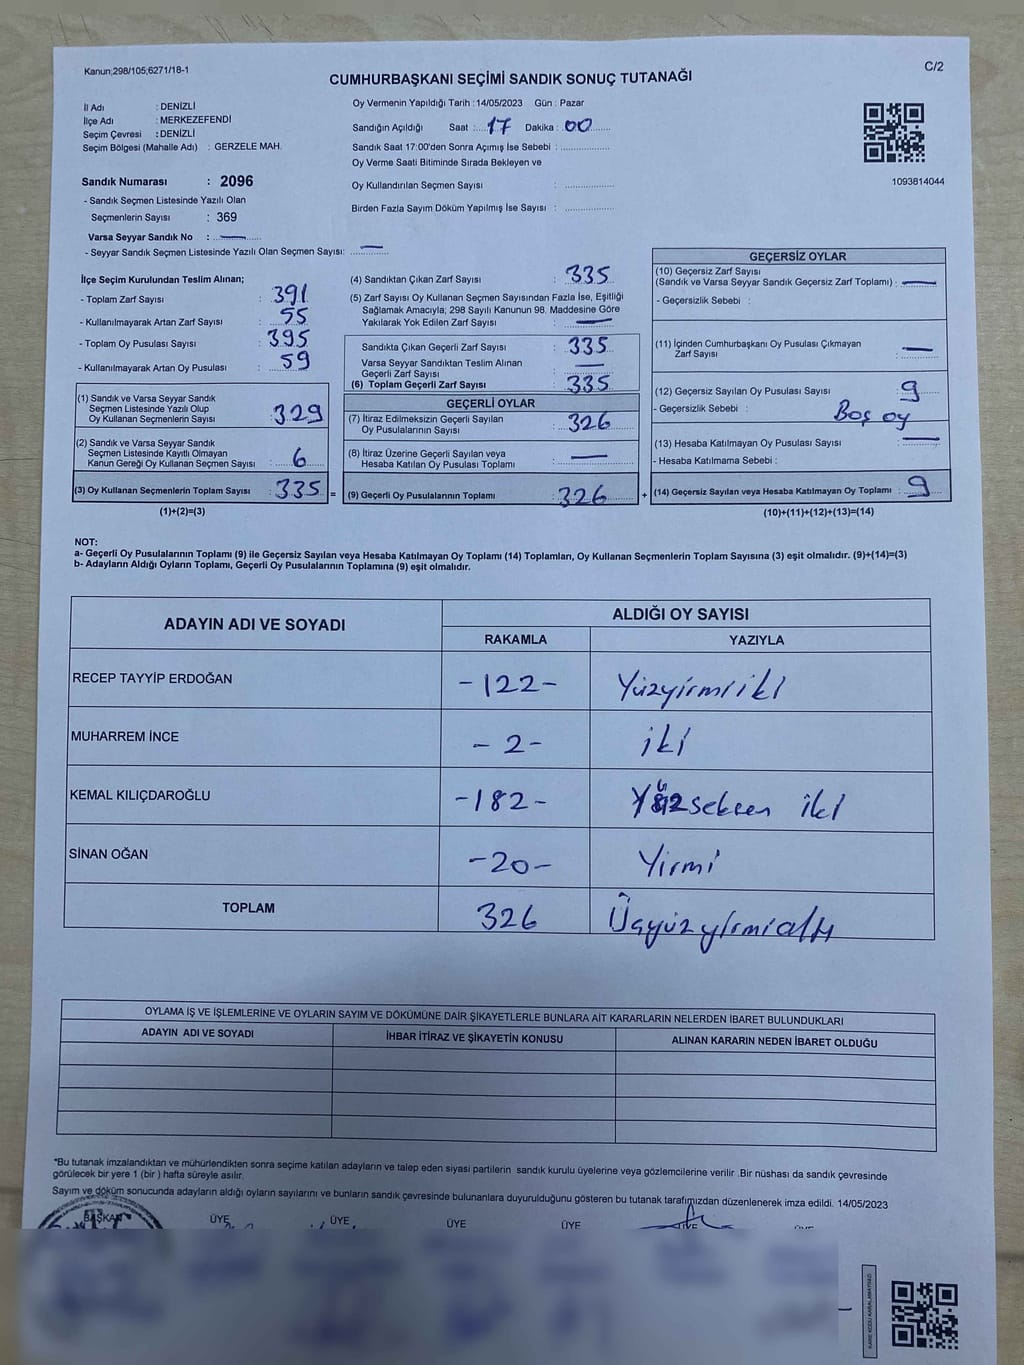 Kanun;298/105;6271/18-1
C/2
CUMHURBAŞKANI SEÇİMİ SANDIK SONUÇ TUTANAĞI
İl Adı : DENİZLİ
İlçe Adı : MERKEZEFENDİ
Seçim Çevresi : DENİZLİ
Seçim Bölgesi (Mahalle Adı) : GERZELE MAH.
Sandık Numarası : 2096
- Sandık Seçmen Listesinde Yazılı Olan
Seçmenlerin Sayısı : 369
Varsa Seyyar Sandık No : —
- Seyyar Sandık Seçmen Listesinde Yazılı Olan Seçmen Sayısı: —
Oy Vermenin Yapıldığı Tarih : 14/05/2023 Gün : Pazar
Sandığın Açıldığı Saat : 17 Dakika : 00
Sandık Saat 17:00'den Sonra Açımış İse Sebebi :
Oy Verme Saati Bitiminde Sırada Bekleyen ve
Oy Kullandırılan Seçmen Sayısı :
Birden Fazla Sayım Döküm Yapılmış İse Sayısı :
1093814044
İlçe Seçim Kurulundan Teslim Alınan;
- Toplam Zarf Sayısı : 391
- Kullanılmayarak Artan Zarf Sayısı : 55
- Toplam Oy Pusulası Sayısı : 395
- Kullanılmayarak Artan Oy Pusulası : 59
(1) Sandık ve Varsa Seyyar Sandık
Seçmen Listesinde Yazılı Olup
Oy Kullanan Seçmenlerin Sayısı : 329
(2) Sandık ve Varsa Seyyar Sandık
Seçmen Listesinde Kayıtlı Olmayan
Kanun Gereği Oy Kullanan Seçmen Sayısı : 6
(3) Oy Kullanan Seçmenlerin Toplam Sayısı : 335
(1)+(2)=(3)
=
(4) Sandıktan Çıkan Zarf Sayısı : 335
(5) Zarf Sayısı Oy Kullanan Seçmen Sayısından Fazla İse, Eşitliği
Sağlamak Amacıyla; 298 Sayılı Kanunun 98. Maddesine Göre
Yakılarak Yok Edilen Zarf Sayısı : —
Sandıkta Çıkan Geçerli Zarf Sayısı : 335
Varsa Seyyar Sandıktan Teslim Alınan
Geçerli Zarf Sayısı : —
(6) Toplam Geçerli Zarf Sayısı : 335
GEÇERLİ OYLAR
(7) İtiraz Edilmeksizin Geçerli Sayılan
Oy Pusulalarının Sayısı : 326
(8) İtiraz Üzerine Geçerli Sayılan veya
Hesaba Katılan Oy Pusulası Toplamı : —
(9) Geçerli Oy Pusulalarının Toplamı : 326
+
GEÇERSİZ OYLAR
(10) Geçersiz Zarf Sayısı
(Sandık ve Varsa Seyyar Sandık Geçersiz Zarf Toplamı) : —
- Geçersizlik Sebebi :
(11) İçinden Cumhurbaşkanı Oy Pusulası Çıkmayan
Zarf Sayısı : —
(12) Geçersiz Sayılan Oy Pusulası Sayısı : 9
- Geçersizlik Sebebi : Boş oy
(13) Hesaba Katılmayan Oy Pusulası Sayısı : —
- Hesaba Katılmama Sebebi :
(14) Geçersiz Sayılan veya Hesaba Katılmayan Oy Toplamı : 9
(10)+(11)+(12)+(13)=(14)
NOT:
a- Geçerli Oy Pusulalarının Toplamı (9) ile Geçersiz Sayılan veya Hesaba Katılmayan Oy Toplamı (14) Toplamları, Oy Kullanan Seçmenlerin Toplam Sayısına (3) eşit olmalıdır. (9)+(14)=(3)
b- Adayların Aldığı Oyların Toplamı, Geçerli Oy Pusulalarının Toplamına (9) eşit olmalıdır.
ADAYIN ADI VE SOYADI ALDIĞI OY SAYISI
RAKAMLA YAZIYLA
RECEP TAYYİP ERDOĞAN -122- Yüzyirmiiki
MUHARREM İNCE -2- iki
KEMAL KILIÇDAROĞLU -182- Yüzseksen iki
SİNAN OĞAN -20- Yirmi
TOPLAM 326 Üçyüzyirmialtı
OYLAMA İŞ VE İŞLEMLERİNE VE OYLARIN SAYIM VE DÖKÜMÜNE DAİR ŞİKAYETLERLE BUNLARA AİT KARARLARIN NELERDEN İBARET BULUNDUKLARI
ADAYIN ADI VE SOYADI İHBAR İTİRAZ VE ŞİKAYETİN KONUSU ALINAN KARARIN NEDEN İBARET OLDUĞU
*Bu tutanak imzalandıktan ve mühürlendikten sonra seçime katılan adayların ve talep eden siyasi partilerin sandık kurulu üyelerine veya gözlemcilerine verilir .Bir nüshası da sandık çevresinde
görülecek bir yere 1 (bir ) hafta süreyle asılır.
Sayım ve döküm sonucunda adayların aldığı oyların sayılarını ve bunların sandık çevresinde bulunanlara duyurulduğunu gösteren bu tutanak tarafımızdan düzenlenerek imza edildi. 14/05/2023
BAŞKAN ÜYE ÜYE ÜYE ÜYE ÜYE